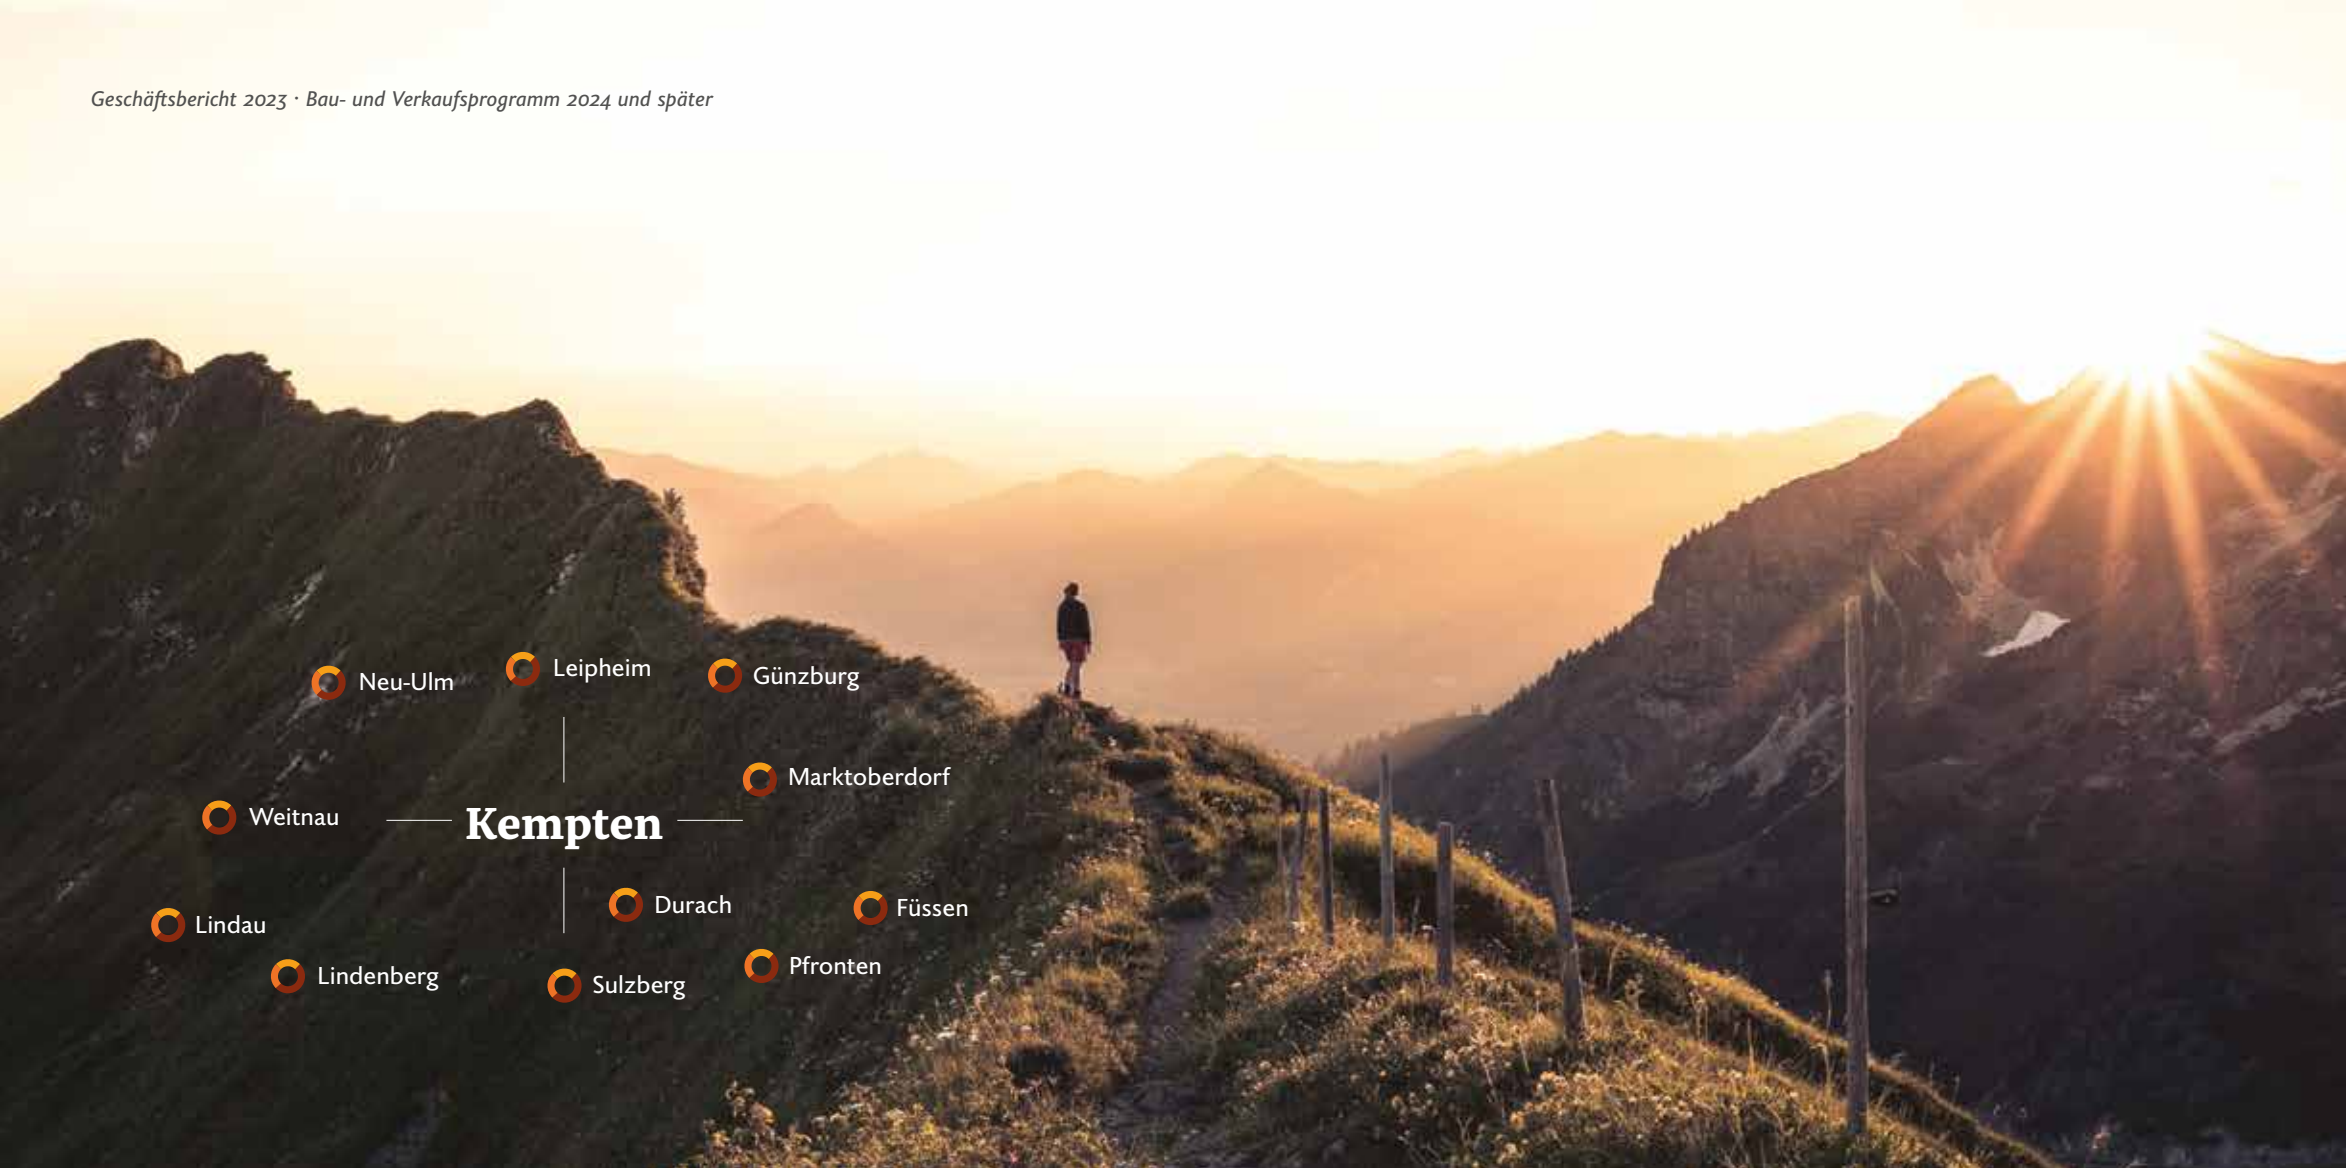 Geschäftsbericht 2023 · Bau- und Verkaufsprogramm 2024 und später
Neu-Ulm
Leipheim
Günzburg
Marktoberdorf
Weitnau
Kempten
Durach
Füssen
Lindau
Lindenberg
Sulzberg
Pfronten